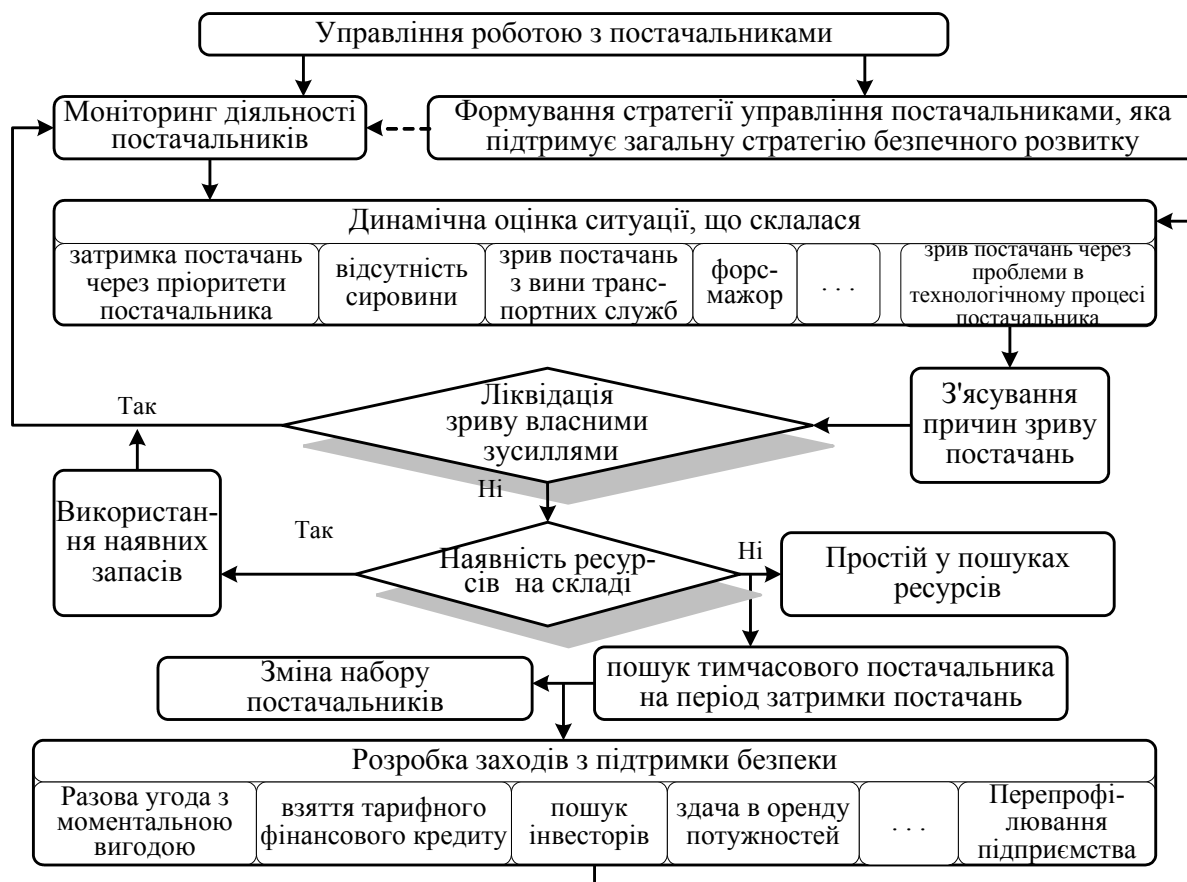 Управління роботою з постачальниками
Моніторинг діяльності
постачальників
Формування стратегії управління постачальниками, яка
підтримує загальну стратегію безпечного розвитку
Динамічна оцінка ситуації, що склалася
затримка постачань
через пріоритети
постачальника
відсутність
сировини
зрив постачань
з вини транс-
портних служб
форс-
мажор
. . .
зрив постачань через
проблеми в
технологічному процесі
постачальника
Так
Ліквідація
зриву власними
зусиллями
З'ясування
причин зриву
постачань
Ні
Використан-
ня наявних
запасів
Так
Наявність ресур-
сів на складі
Ні
Простій у пошуках
ресурсів
Зміна набору
постачальників
пошук тимчасового постачальника
на період затримки постачань
Розробка заходів з підтримки безпеки
Разова угода з
моментальною
вигодою
взяття тарифного
фінансового кредиту
пошук
інвесторів
здача в оренду
потужностей
. . .
Перепрофі-
лювання
підприємства